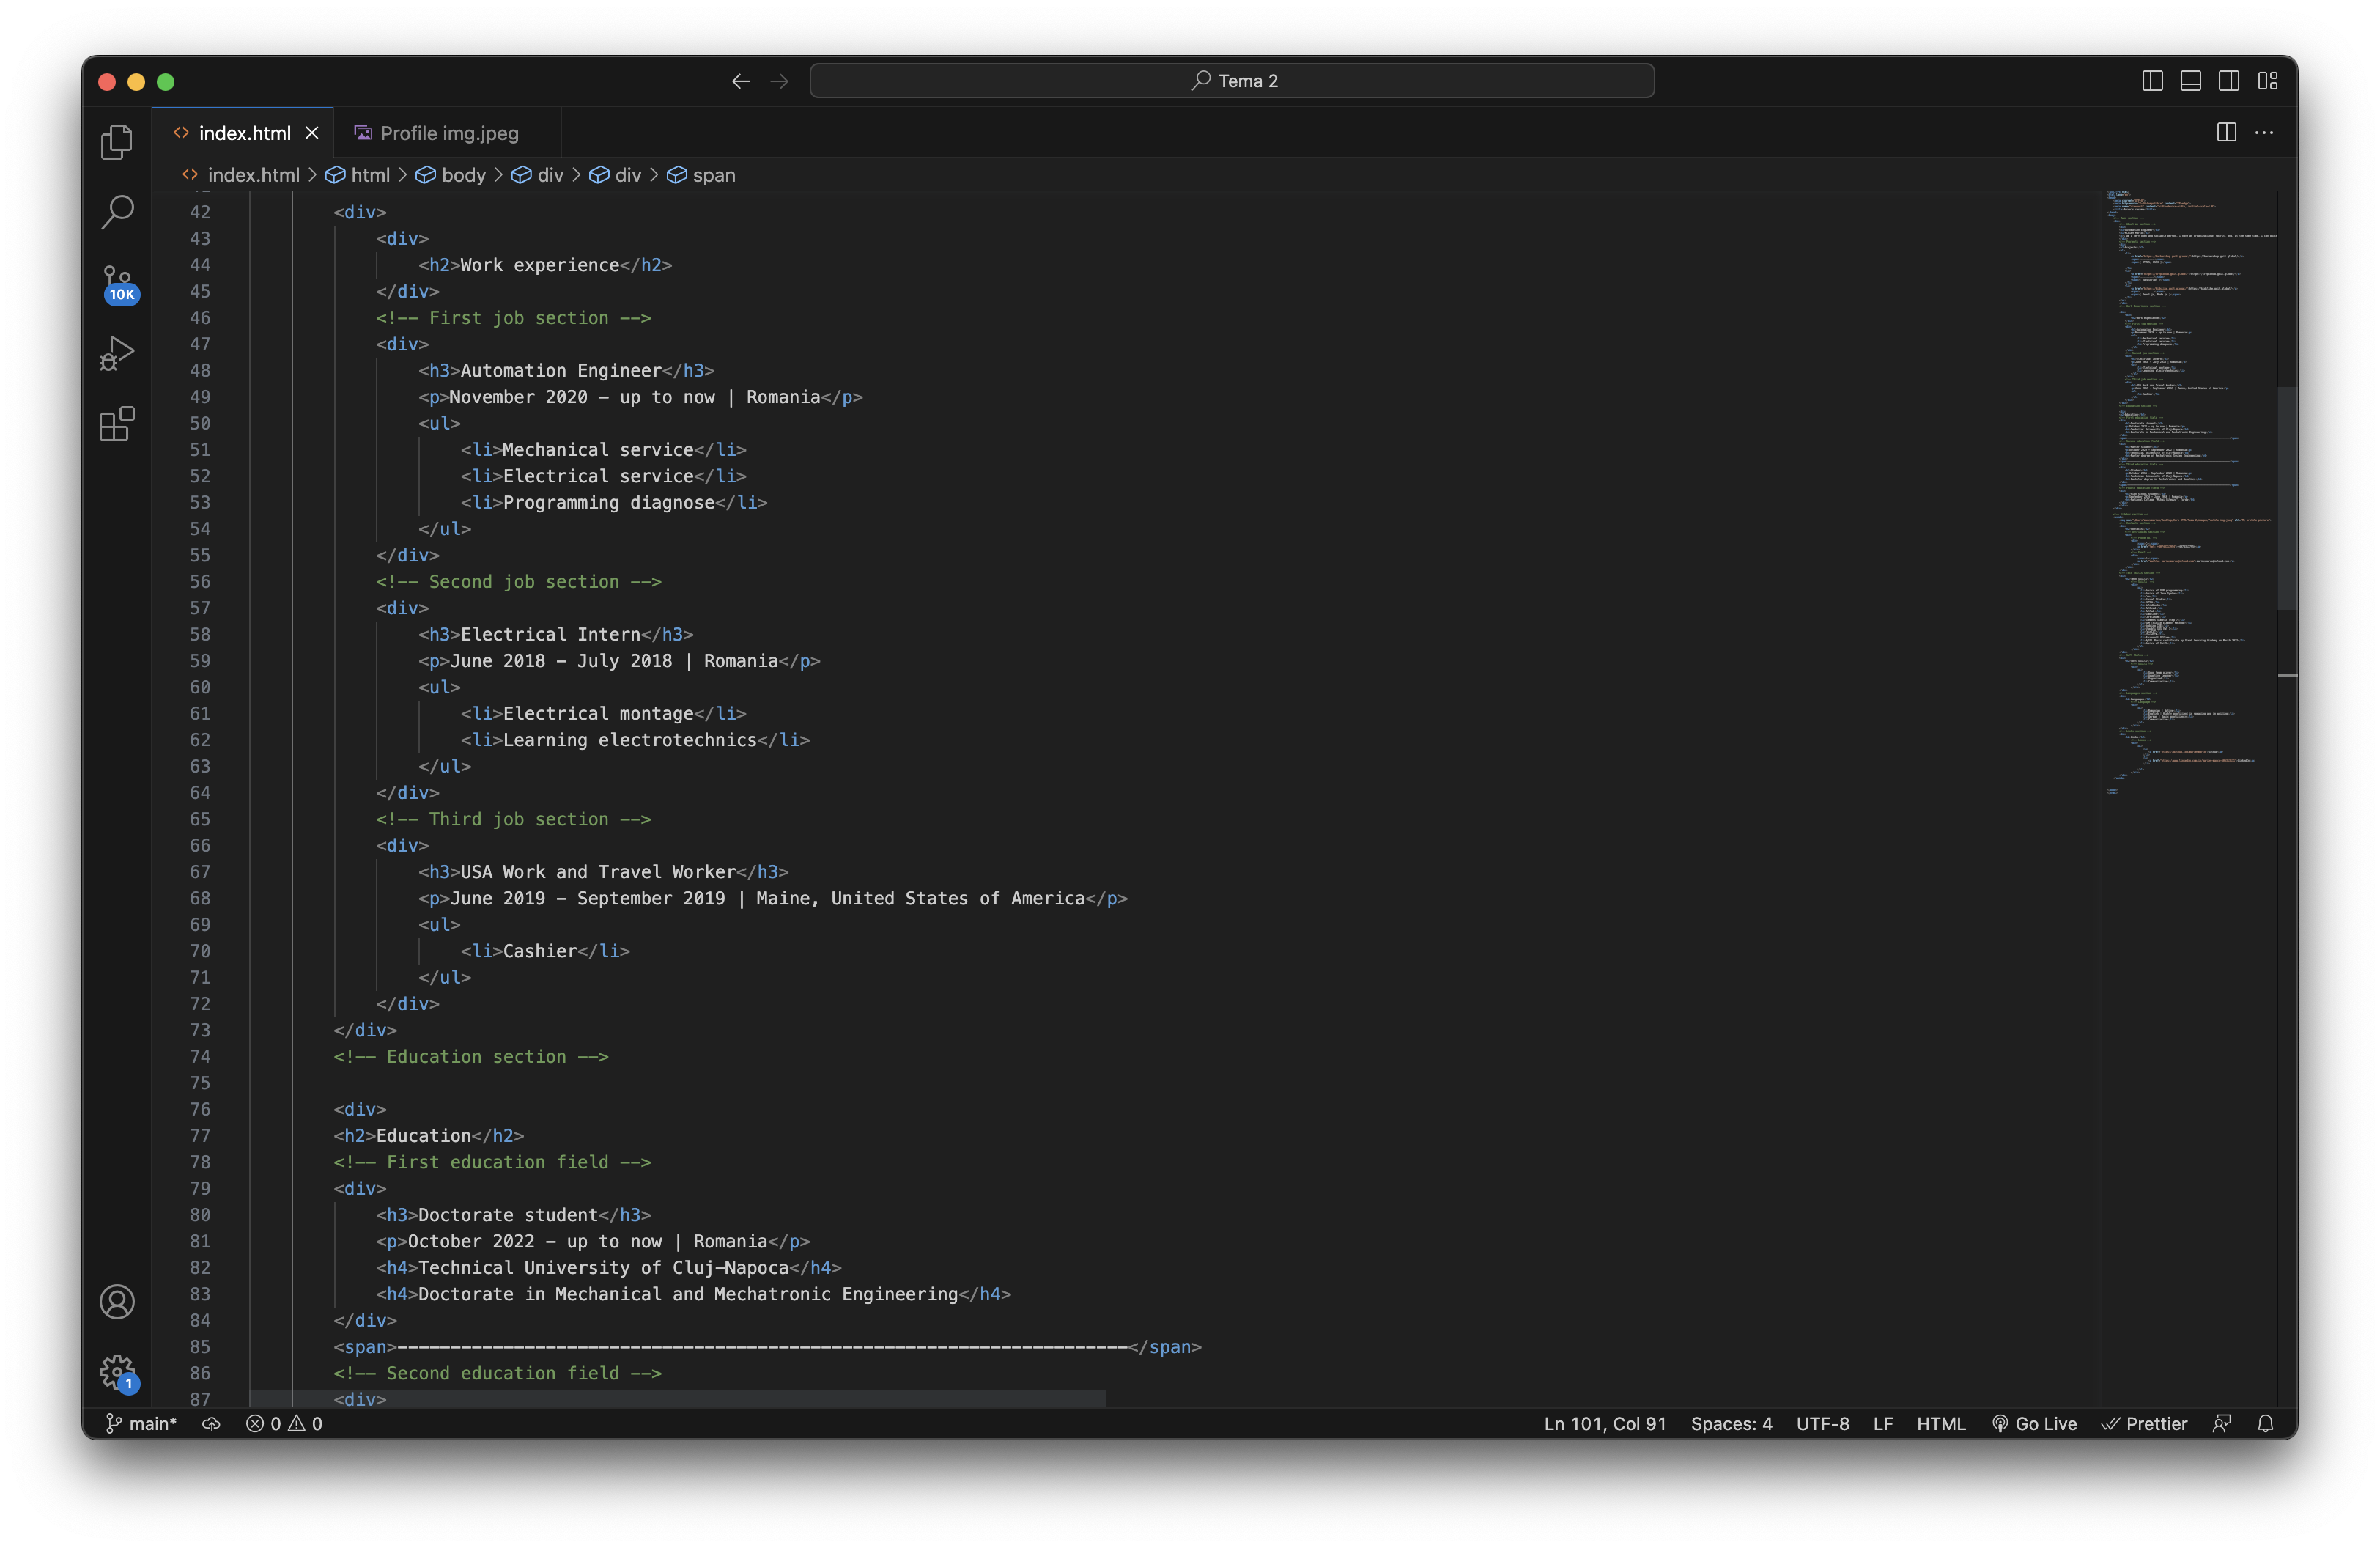 Tema 2
index.html
Profile img.jpeg
index.html > html > body > div > div > span
10K
42 <div>
43 <div>
44 <h2>Work experience</h2>
45 </div>
46 <!-- First job section -->
47 <div>
48 <h3>Automation Engineer</h3>
49 <p>November 2020 - up to now | Romania</p>
50 <ul>
51 <li>Mechanical service</li>
52 <li>Electrical service</li>
53 <li>Programming diagnose</li>
54 </ul>
55 </div>
56 <!-- Second job section -->
57 <div>
58 <h3>Electrical Intern</h3>
59 <p>June 2018 - July 2018 | Romania</p>
60 <ul>
61 <li>Electrical montage</li>
62 <li>Learning electrotechnics</li>
63 </ul>
64 </div>
65 <!-- Third job section -->
66 <div>
67 <h3>USA Work and Travel Worker</h3>
68 <p>June 2019 - September 2019 | Maine, United States of America</p>
69 <ul>
70 <li>Cashier</li>
71 </ul>
72 </div>
73 </div>
74 <!-- Education section -->
75
76 <div>
77 <h2>Education</h2>
78 <!-- First education field -->
79 <div>
80 <h3>Doctorate student</h3>
81 <p>October 2022 - up to now | Romania</p>
82 <h4>Technical University of Cluj-Napoca</h4>
83 <h4>Doctorate in Mechanical and Mechatronic Engineering</h4>
84 </div>
85 <span>---------------------------------------------------------------------</span>
86 <!-- Second education field -->
87 <div>
1
main* 0 0 Ln 101, Col 91 Spaces: 4 UTF-8 LF HTML Go Live Prettier